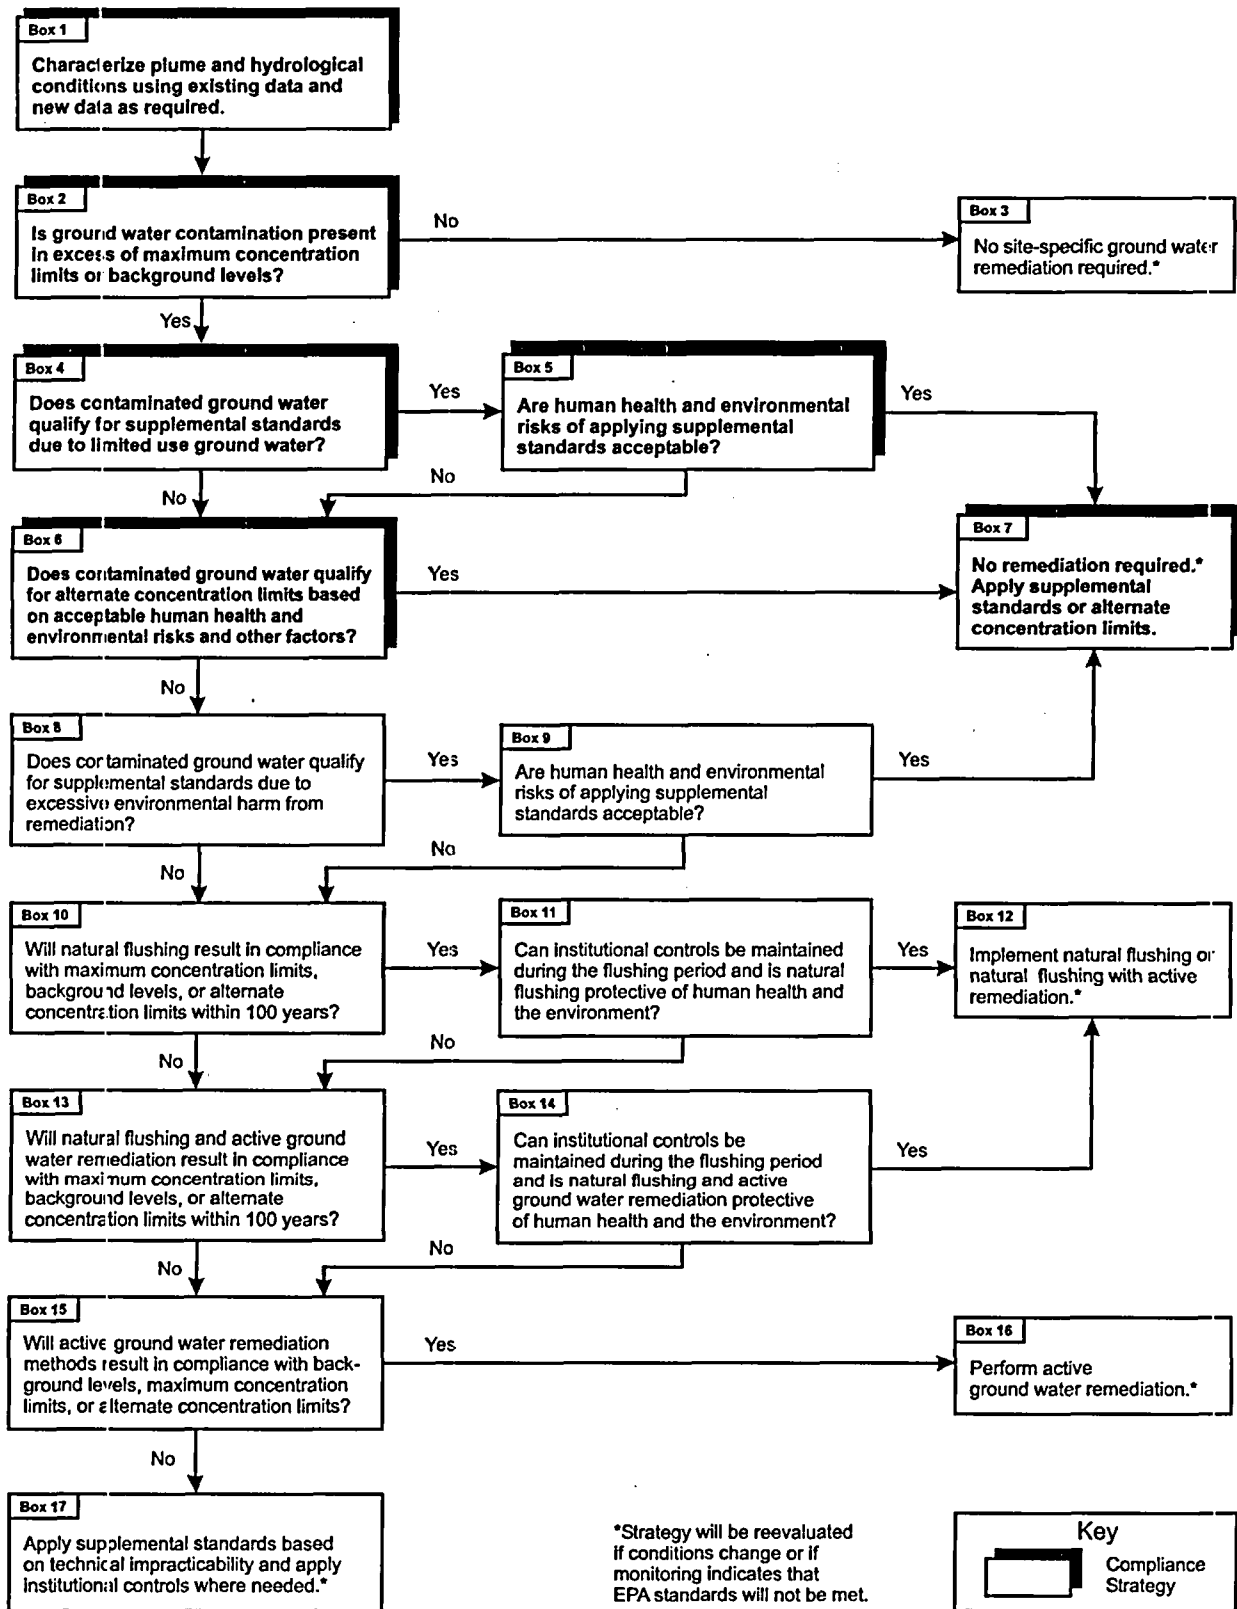 Box 1
Characterize plume and hydrological
conditions using existing data and
new data as required.
Box 2
Is ground water contamination present
in excess of maximum concentration
limits or background levels?
No
Box 3
No site-specific ground water
remediation required.*
Yes
Box 4
Does contaminated ground water
qualify for supplemental standards
due to limited use ground water?
Yes
Box 5
Are human health and environmental
risks of applying supplemental
standards acceptable?
Yes
No
No
Box 6
Does contaminated ground water qualify
for alternate concentration limits based
on acceptable human health and
environmental risks and other factors?
Yes
Box 7
No remediation required.*
Apply supplemental
standards or alternate
concentration limits.
No
Box 8
Does contaminated ground water qualify
for supplemental standards due to
excessive environmental harm from
remediation?
Yes
Box 9
Are human health and environmental
risks of applying supplemental
standards acceptable?
Yes
No
No
Box 10
Will natural flushing result in compliance
with maximum concentration limits,
background levels, or alternate
concentration limits within 100 years?
Yes
Box 11
Can institutional controls be maintained
during the flushing period and is natural
flushing protective of human health and
the environment?
Yes
Box 12
Implement natural flushing or
natural flushing with active
remediation.*
No
No
Box 13
Will natural flushing and active ground
water remediation result in compliance
with maximum concentration limits,
background levels, or alternate
concentration limits within 100 years?
Yes
Box 14
Can institutional controls be
maintained during the flushing period
and is natural flushing and active
ground water remediation protective
of human health and the environment?
Yes
No
No
Box 15
Will active ground water remediation
methods result in compliance with back-
ground levels, maximum concentration
limits, or alternate concentration limits?
Yes
Box 16
Perform active
ground water remediation.*
No
Box 17
Apply supplemental standards based
on technical impracticability and apply
institutional controls where needed.*
*Strategy will be reevaluated
if conditions change or if
monitoring indicates that
EPA standards will not be met.
Key
Compliance
Strategy